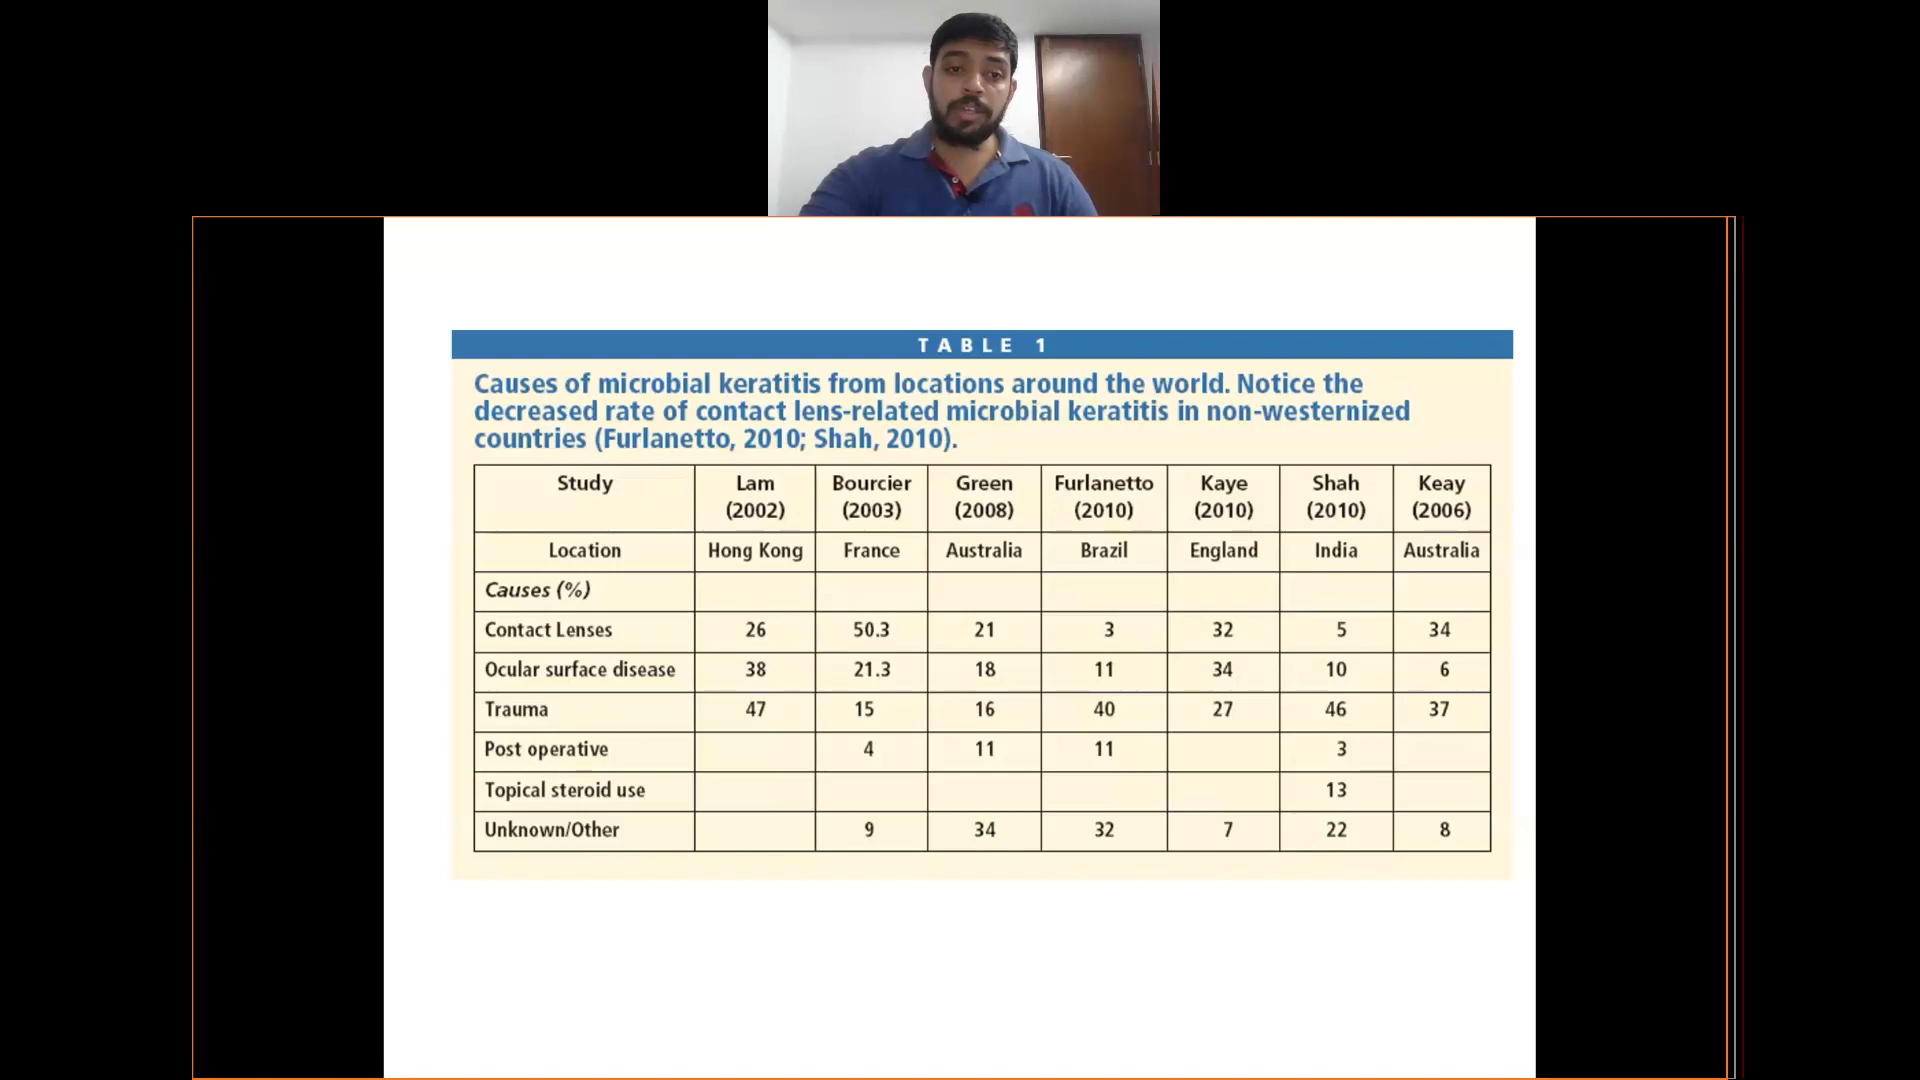 TABLE 1
Causes of microbial keratitis from locations around the world. Notice the
decreased rate of contact lens-related microbial keratitis in non-westernized
countries (Furlanetto, 2010; Shah, 2010).
Study Lam (2002) Bourcier (2003) Green (2008) Furlanetto (2010) Kaye (2010) Shah (2010) Keay (2006)
Location Hong Kong France Australia Brazil England India Australia
Causes (%)
Contact Lenses 26 50.3 21 3 32 5 34
Ocular surface disease 38 21.3 18 11 34 10 6
Trauma 47 15 16 40 27 46 37
Post operative 4 11 11 3
Topical steroid use 13
Unknown/Other 9 34 32 7 22 8